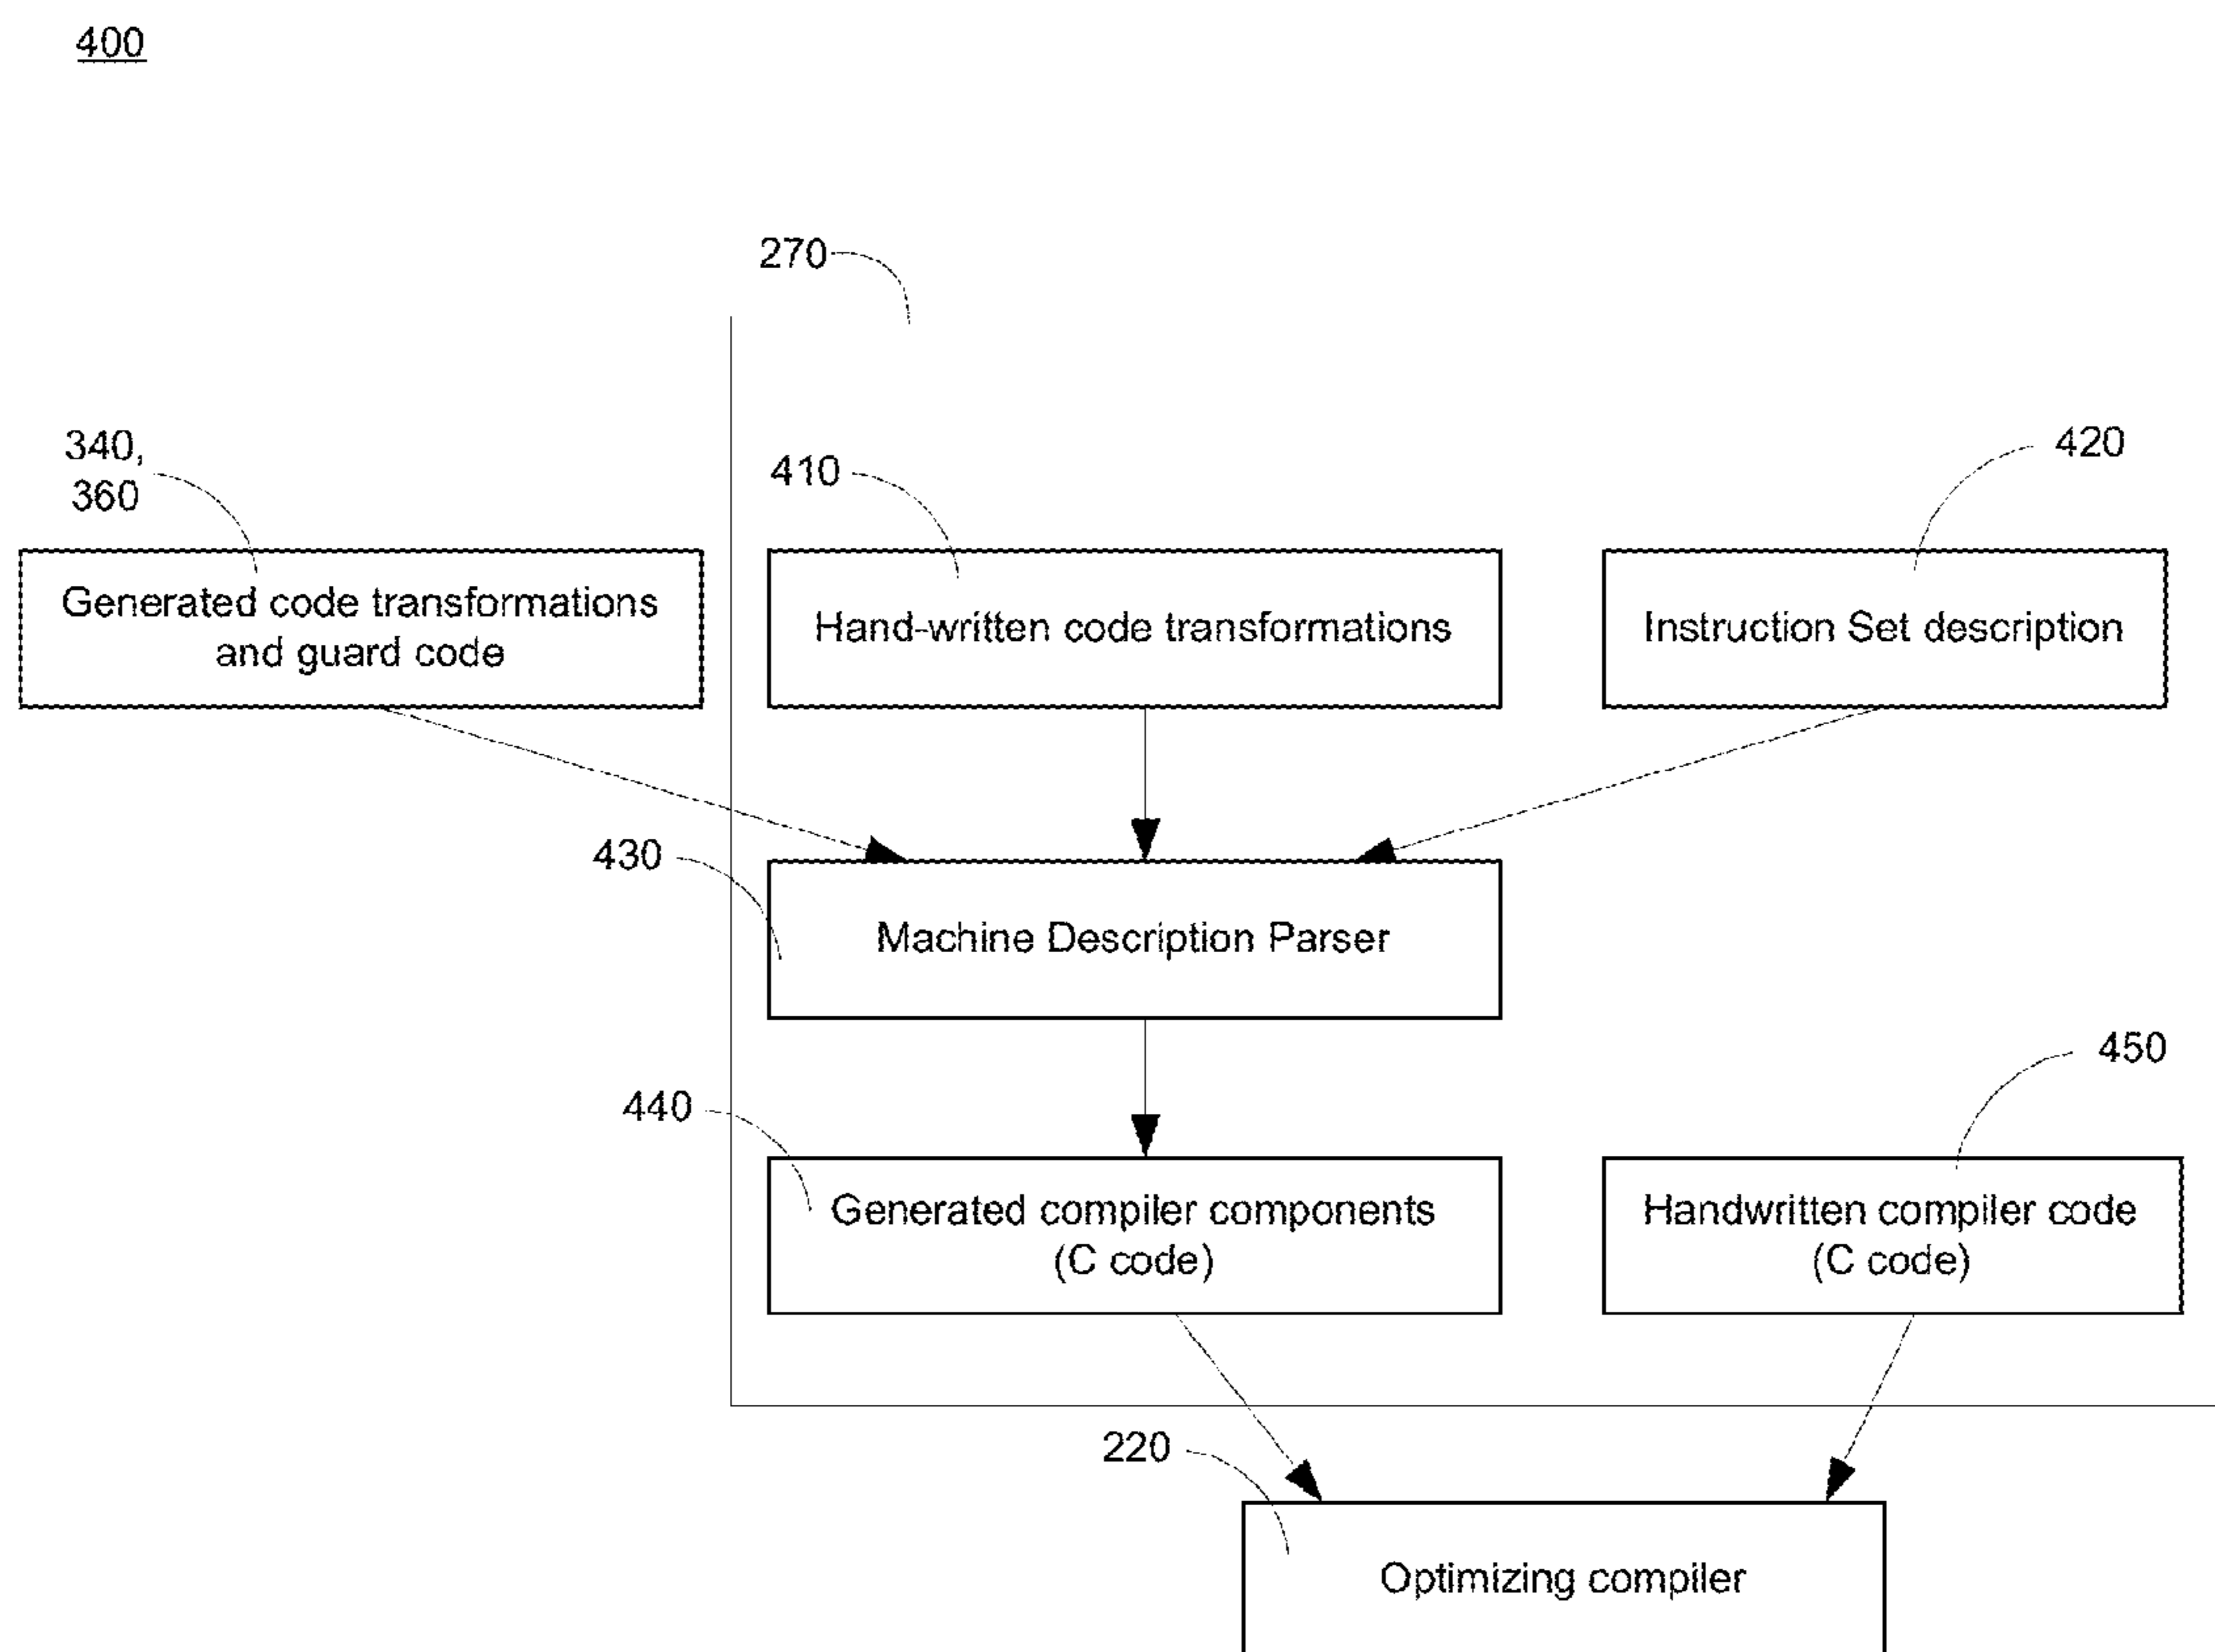 400
270
340,
360
410
420
Generated code transformations
and guard code
Hand-written code transformations
Instruction Set description
430
Machine Description Parser
450
440
Generated compiler components
(C code)
Handwritten compiler code
(C code)
220
Optimizing compiler